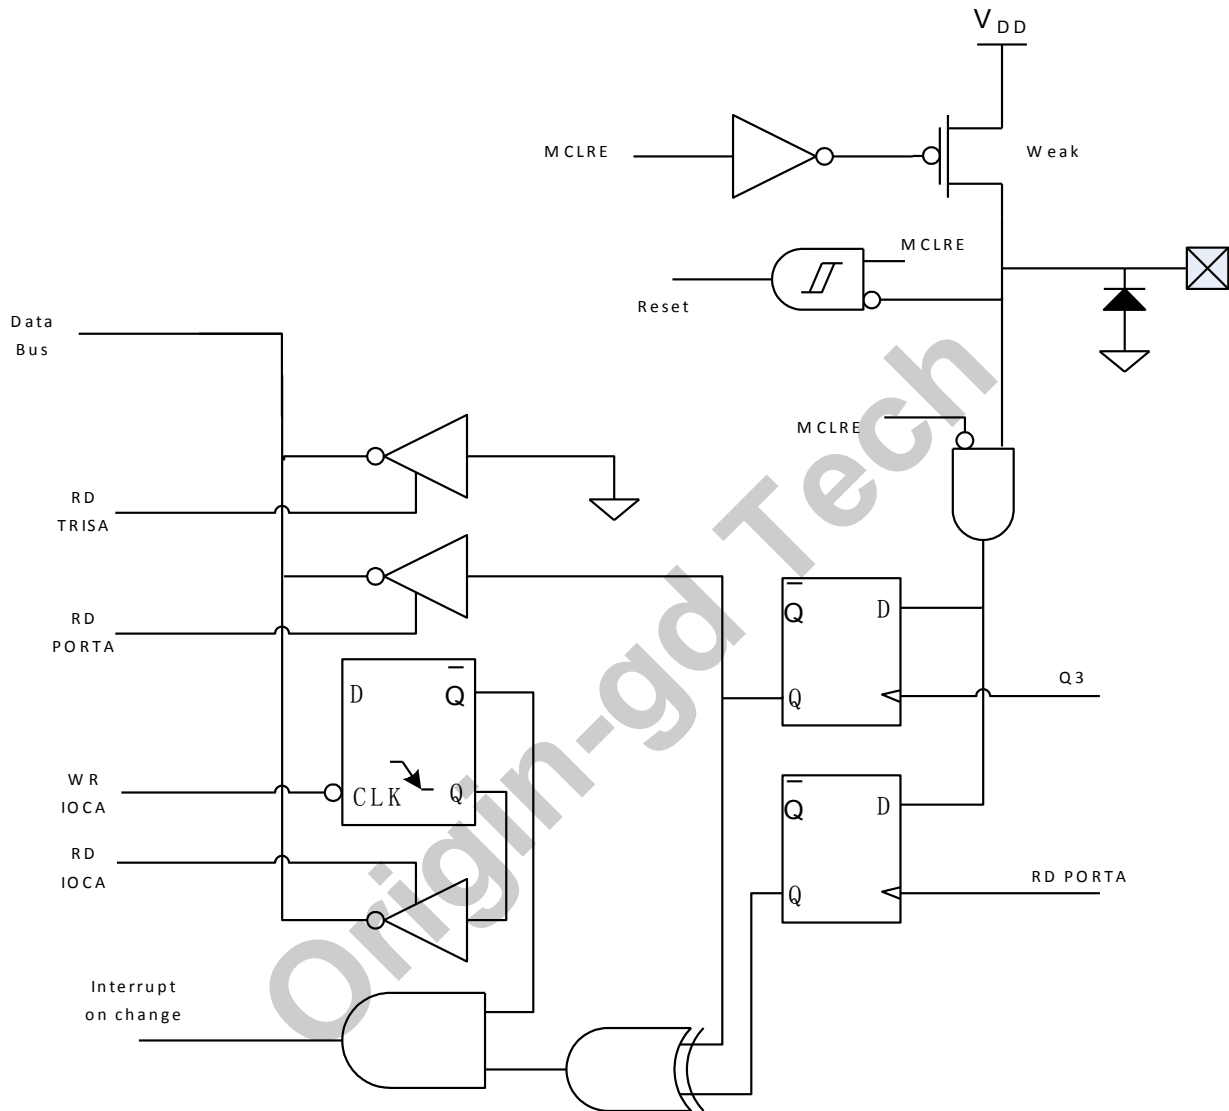 VDD
MCLRE
Weak
MCLRE
Reset
Data
Bus
MCLRE
RD
TRISA
RD
PORTA
Q
D
Q
Q3
D
Q
CLK
Q
WR
IOCA
RD
IOCA
Q
D
Q
RD PORTA
Interrupt
on change
Origin-gd Tech